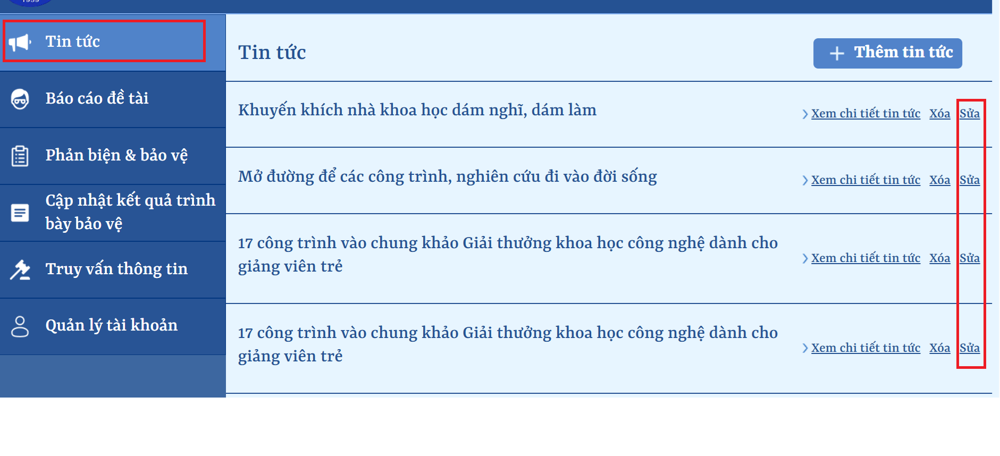 1959
Tin tức
Báo cáo đề tài
Phản biện & bảo vệ
Cập nhật kết quả trình
bày bảo vệ
Truy vấn thông tin
Quản lý tài khoản
Tin tức
+ Thêm tin tức
Khuyến khích nhà khoa học dám nghĩ, dám làm
Xem chi tiết tin tức Xóa Sửa
Mở đường để các công trình, nghiên cứu đi vào đời sống
Xem chi tiết tin tức Xóa Sửa
17 công trình vào chung khảo Giải thưởng khoa học công nghệ dành cho
giảng viên trẻ
Xem chi tiết tin tức Xóa Sửa
17 công trình vào chung khảo Giải thưởng khoa học công nghệ dành cho
giảng viên trẻ
Xem chi tiết tin tức Xóa Sửa